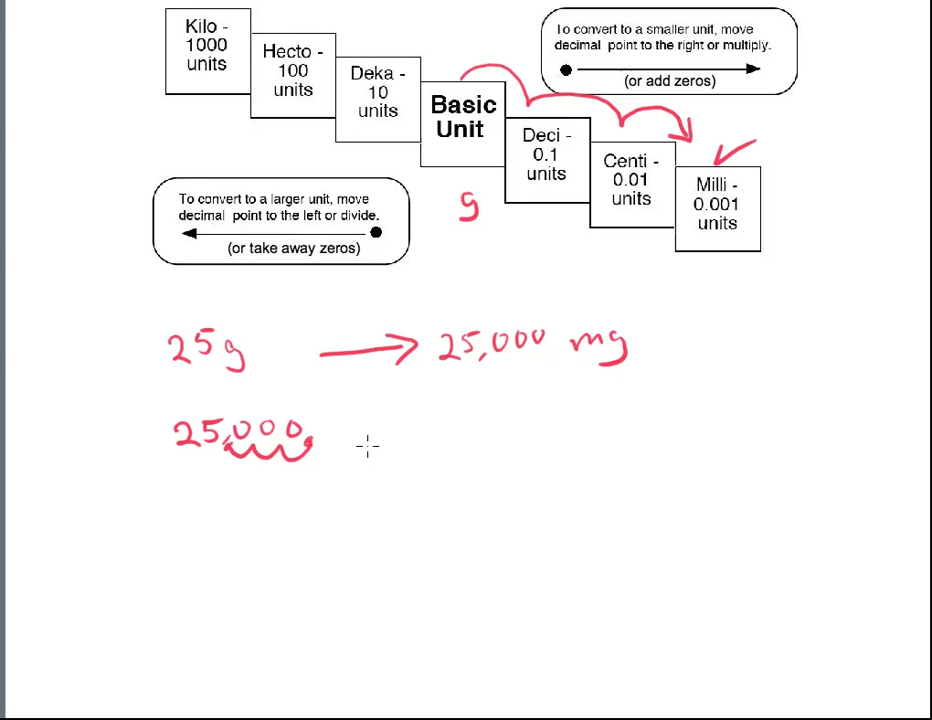 Kilo -
1000
units
Hecto -
100
units
Deka -
10
units
Basic
Unit
Deci -
0.1
units
Centi -
0.01
units
Milli -
0.001
units
To convert to a smaller unit, move
decimal point to the right or multiply.
(or add zeros)
To convert to a larger unit, move
decimal point to the left or divide.
(or take away zeros)
g
25g → 25,000 mg
25,000.